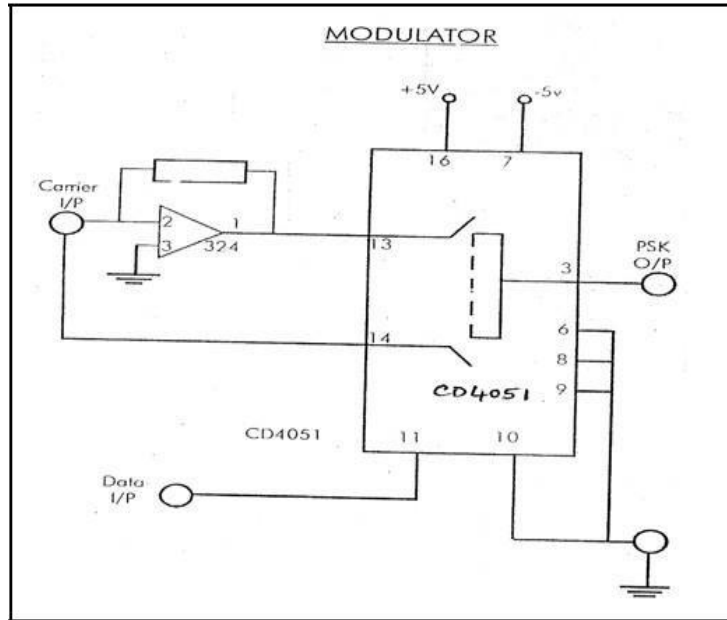 MODULATOR
+5V
-5v
16
7
Carrier
I/P
2
1
3
324
13
PSK
O/P
3
14
6
8
CD4051
9
CD4051
11
10
Data
I/P